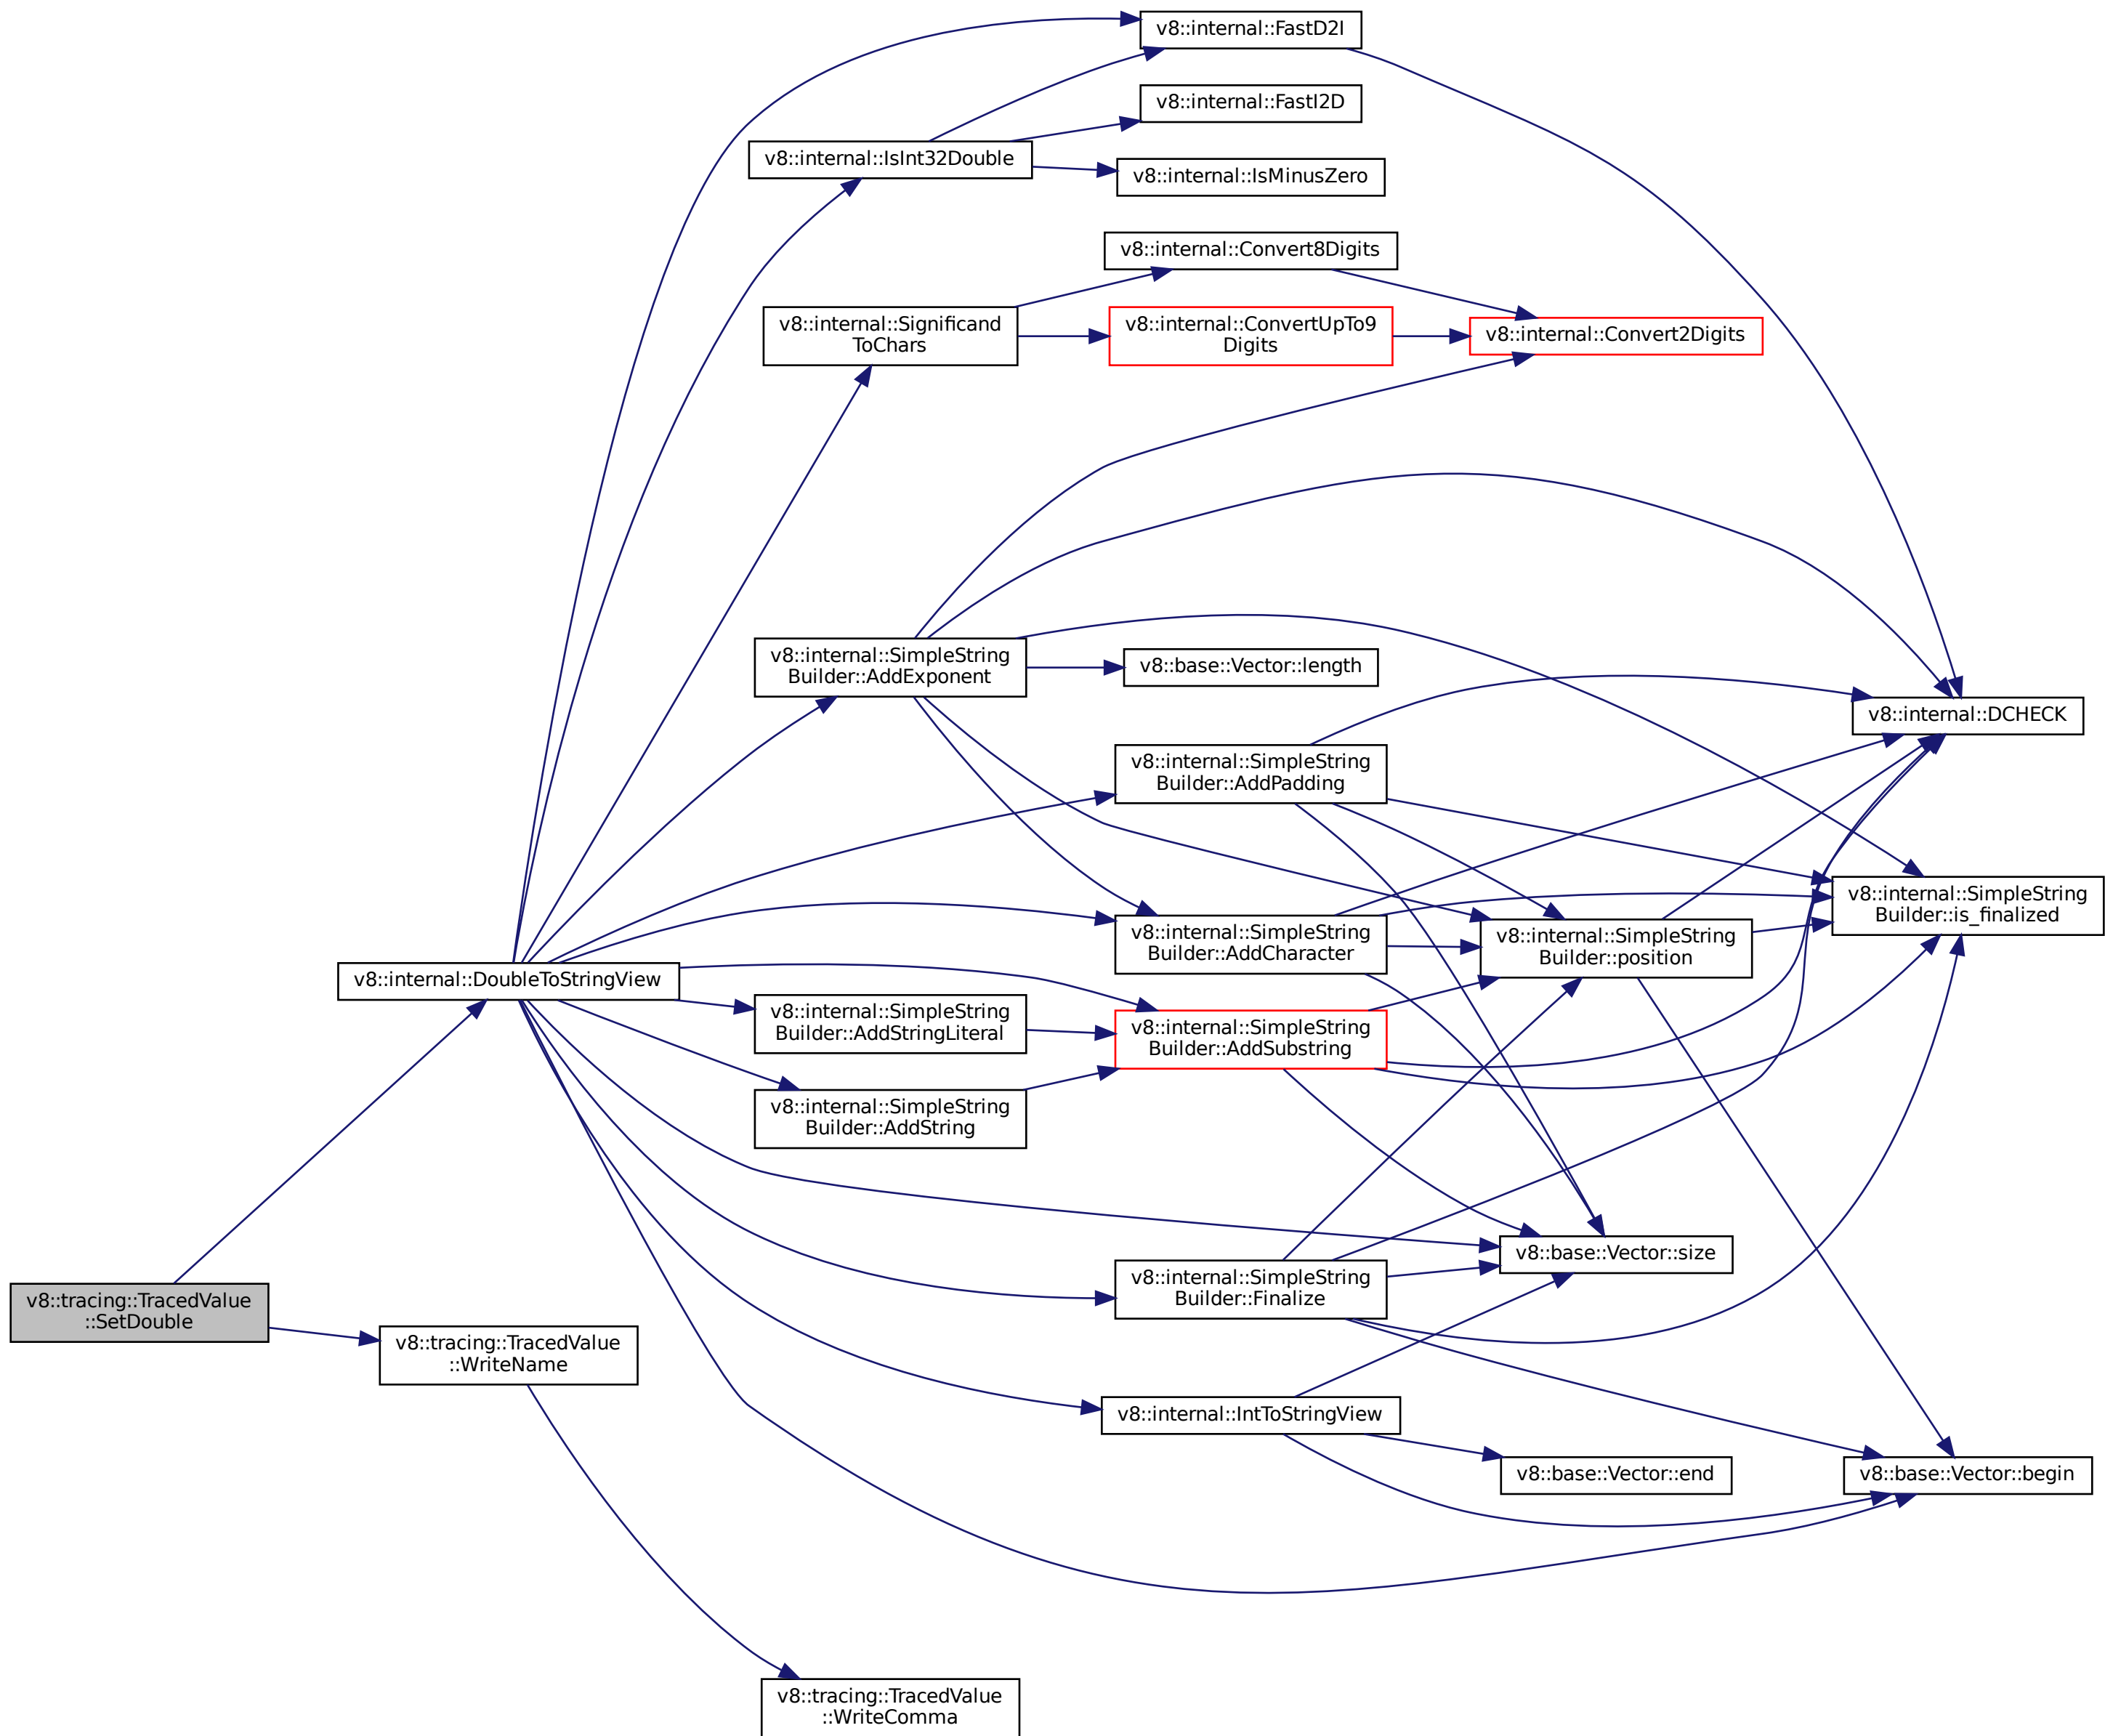 v8::internal::FastD2I
v8::internal::FastI2D
v8::internal::IsInt32Double
v8::internal::IsMinusZero
v8::internal::Convert8Digits
v8::internal::Significand
ToChars
v8::internal::ConvertUpTo9
Digits
v8::internal::Convert2Digits
v8::internal::SimpleString
Builder::AddExponent
v8::base::Vector::length
v8::internal::DCHECK
v8::internal::SimpleString
Builder::AddPadding
v8::internal::SimpleString
Builder::is_finalized
v8::internal::SimpleString
Builder::AddCharacter
v8::internal::SimpleString
Builder::position
v8::internal::DoubleToStringView
v8::internal::SimpleString
Builder::AddStringLiteral
v8::internal::SimpleString
Builder::AddSubstring
v8::internal::SimpleString
Builder::AddString
v8::base::Vector::size
v8::internal::SimpleString
Builder::Finalize
v8::tracing::TracedValue
::SetDouble
v8::tracing::TracedValue
::WriteName
v8::internal::IntToStringView
v8::base::Vector::end
v8::base::Vector::begin
v8::tracing::TracedValue
::WriteComma